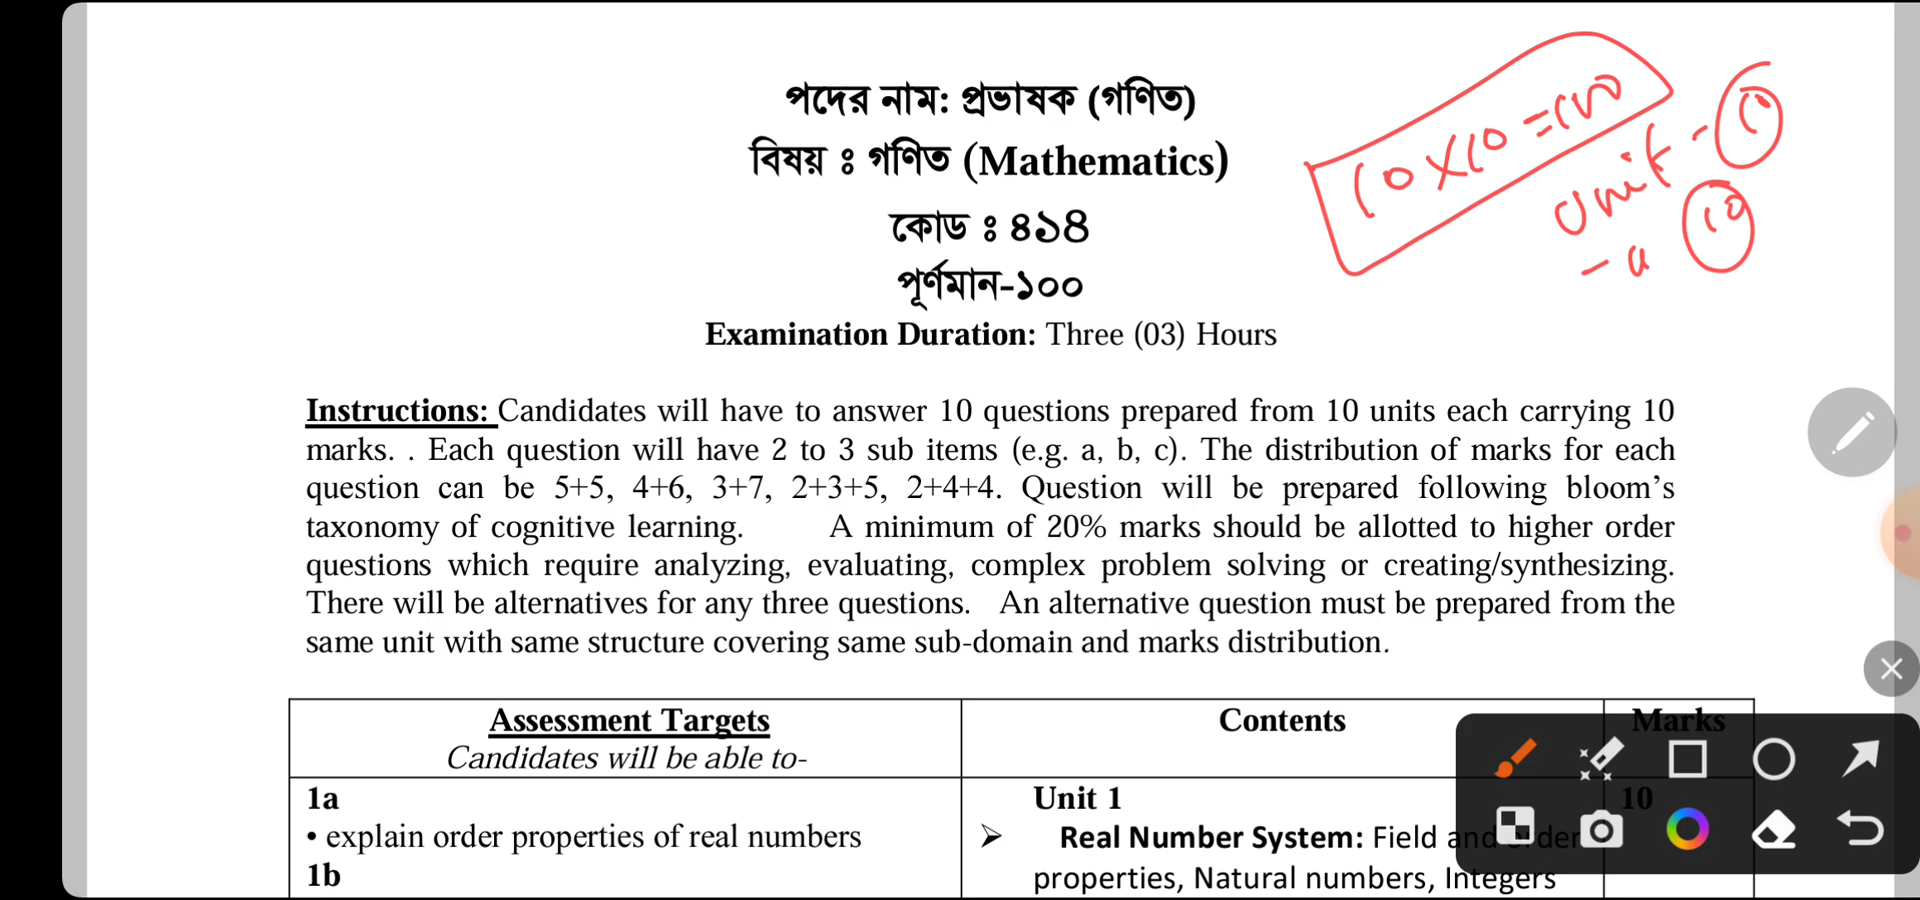 পদের নাম: প্রভাষক (গণিত)
বিষয় ঃ গণিত (Mathematics)
কোড ঃ ৪১৪
পূর্ণমান-১০০
Examination Duration: Three (03) Hours
10 X 10 = 100
Unit - 10
Instructions: Candidates will have to answer 10 questions prepared from 10 units each carrying 10
marks. . Each question will have 2 to 3 sub items (e.g. a, b, c). The distribution of marks for each
question can be 5+5, 4+6, 3+7, 2+3+5, 2+4+4. Question will be prepared following bloom’s
taxonomy of cognitive learning. A minimum of 20% marks should be allotted to higher order
questions which require analyzing, evaluating, complex problem solving or creating/synthesizing.
There will be alternatives for any three questions. An alternative question must be prepared from the
same unit with same structure covering same sub-domain and marks distribution.
Assessment Targets Contents Marks
Candidates will be able to-
1a Unit 1 10
• explain order properties of real numbers ➢ Real Number System: Field and order
1b
properties, Natural numbers, Integers